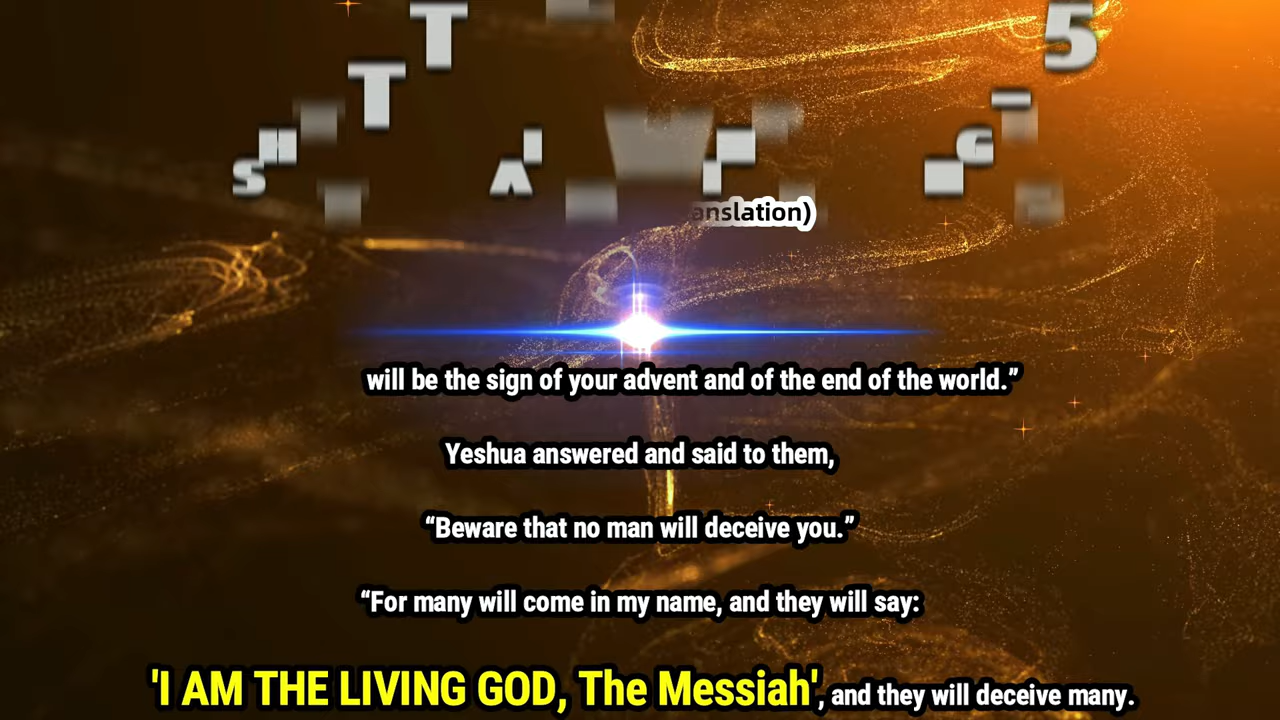 anslation)
will be the sign of your advent and of the end of the world.”
Yeshua answered and said to them,
“Beware that no man will deceive you.”
“For many will come in my name, and they will say:
'I AM THE LIVING GOD, The Messiah', and they will deceive many.